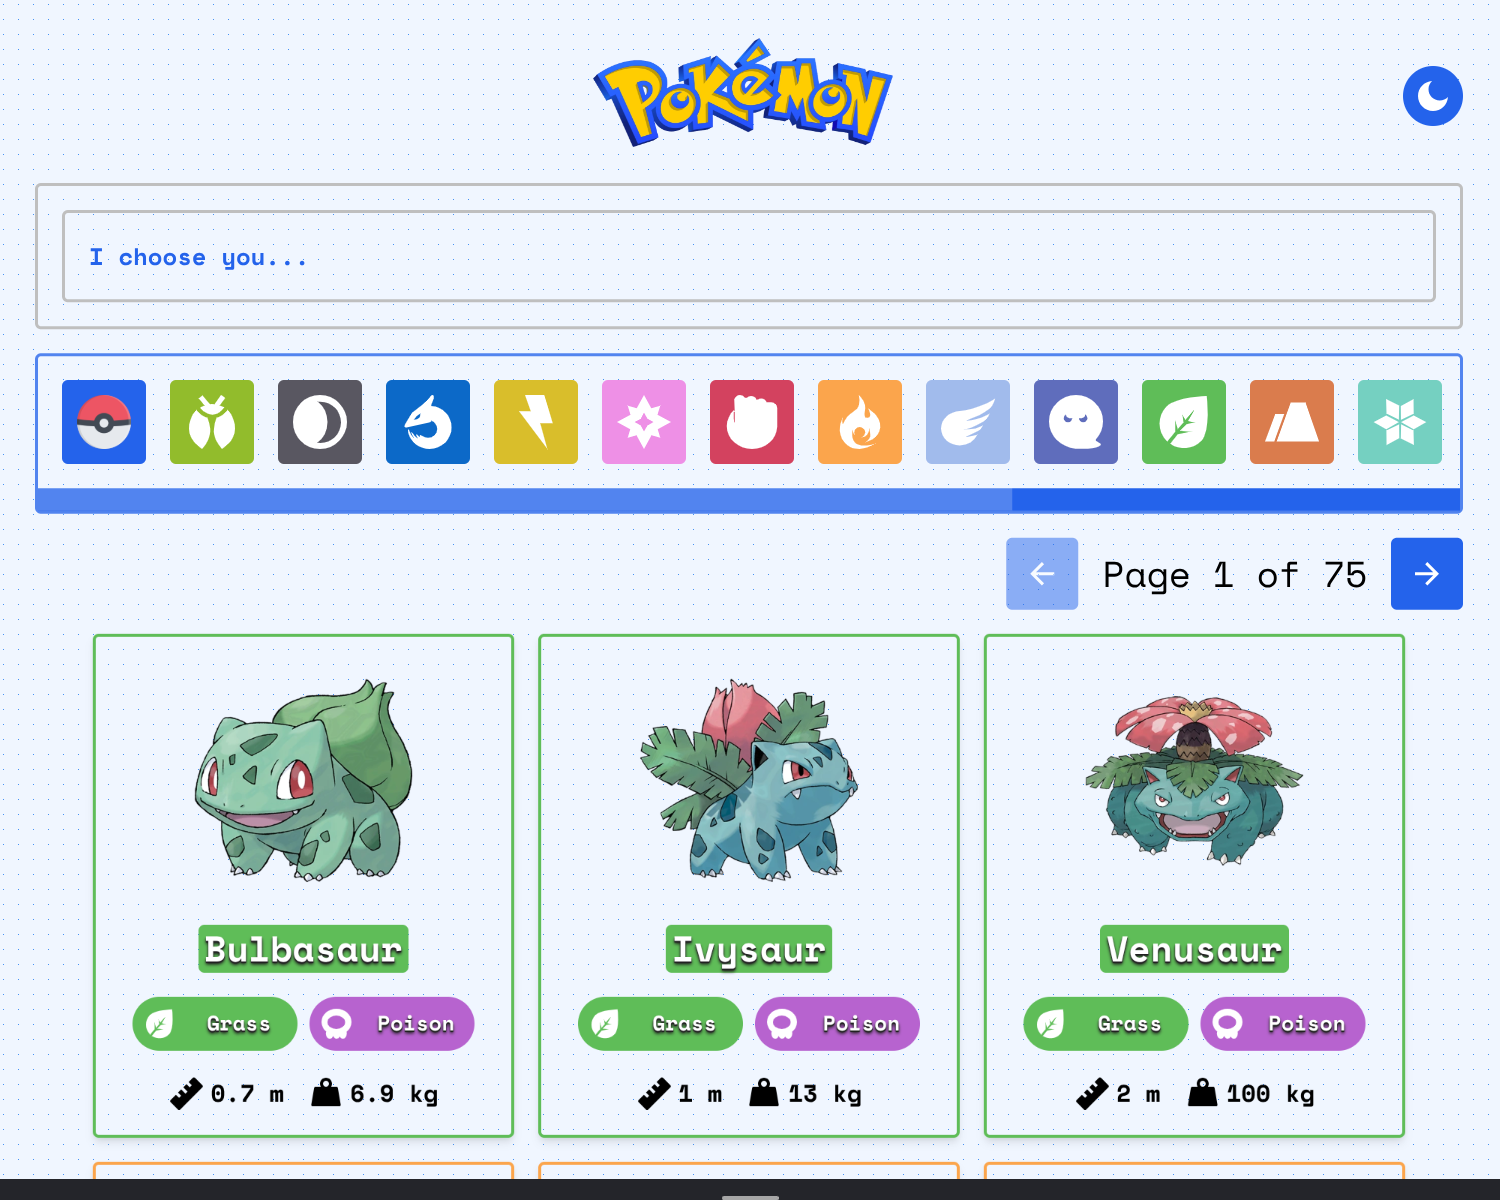 Pokémon
I choose you...
Page 1 of 75
Bulbasaur
Grass Poison
0.7 m 6.9 kg
Ivysaur
Grass Poison
1 m 13 kg
Venusaur
Grass Poison
2 m 100 kg